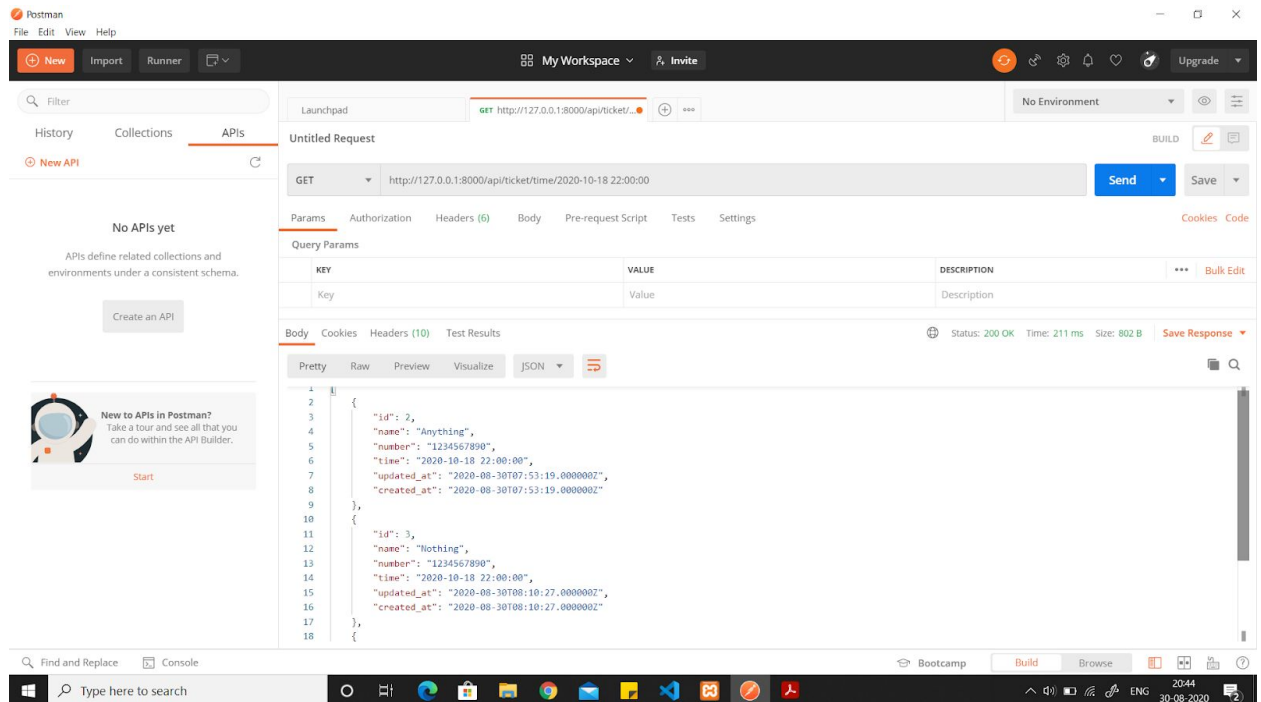 Postman
File Edit View Help
New Import Runner My Workspace Invite Upgrade
Filter
History Collections APIs
New API
No APIs yet
APIs define related collections and
environments under a consistent schema.
Create an API
New to APIs in Postman?
Take a tour and see all that you
can do within the API Builder.
Start
Launchpad GET http://127.0.0.1:8000/api/ticket/... No Environment
Untitled Request BUILD
GET http://127.0.0.1:8000/api/ticket/time/2020-10-18 22:00:00 Send Save
Params Authorization Headers (6) Body Pre-request Script Tests Settings Cookies Code
Query Params
KEY VALUE DESCRIPTION Bulk Edit
Key Value Description
Body Cookies Headers (10) Test Results Status: 200 OK Time: 211 ms Size: 802 B Save Response
Pretty Raw Preview Visualize JSON
1 [
2 {
3 "id": 2,
4 "name": "Anything",
5 "number": "1234567890",
6 "time": "2020-10-18 22:00:00",
7 "updated_at": "2020-08-30T07:53:19.000000Z",
8 "created_at": "2020-08-30T07:53:19.000000Z"
9 },
10 {
11 "id": 3,
12 "name": "Nothing",
13 "number": "1234567890",
14 "time": "2020-10-18 22:00:00",
15 "updated_at": "2020-08-30T08:10:27.000000Z",
16 "created_at": "2020-08-30T08:10:27.000000Z"
17 },
18 {
Find and Replace Console Bootcamp Build Browse
Type here to search ENG 20:44
30-08-2020 2